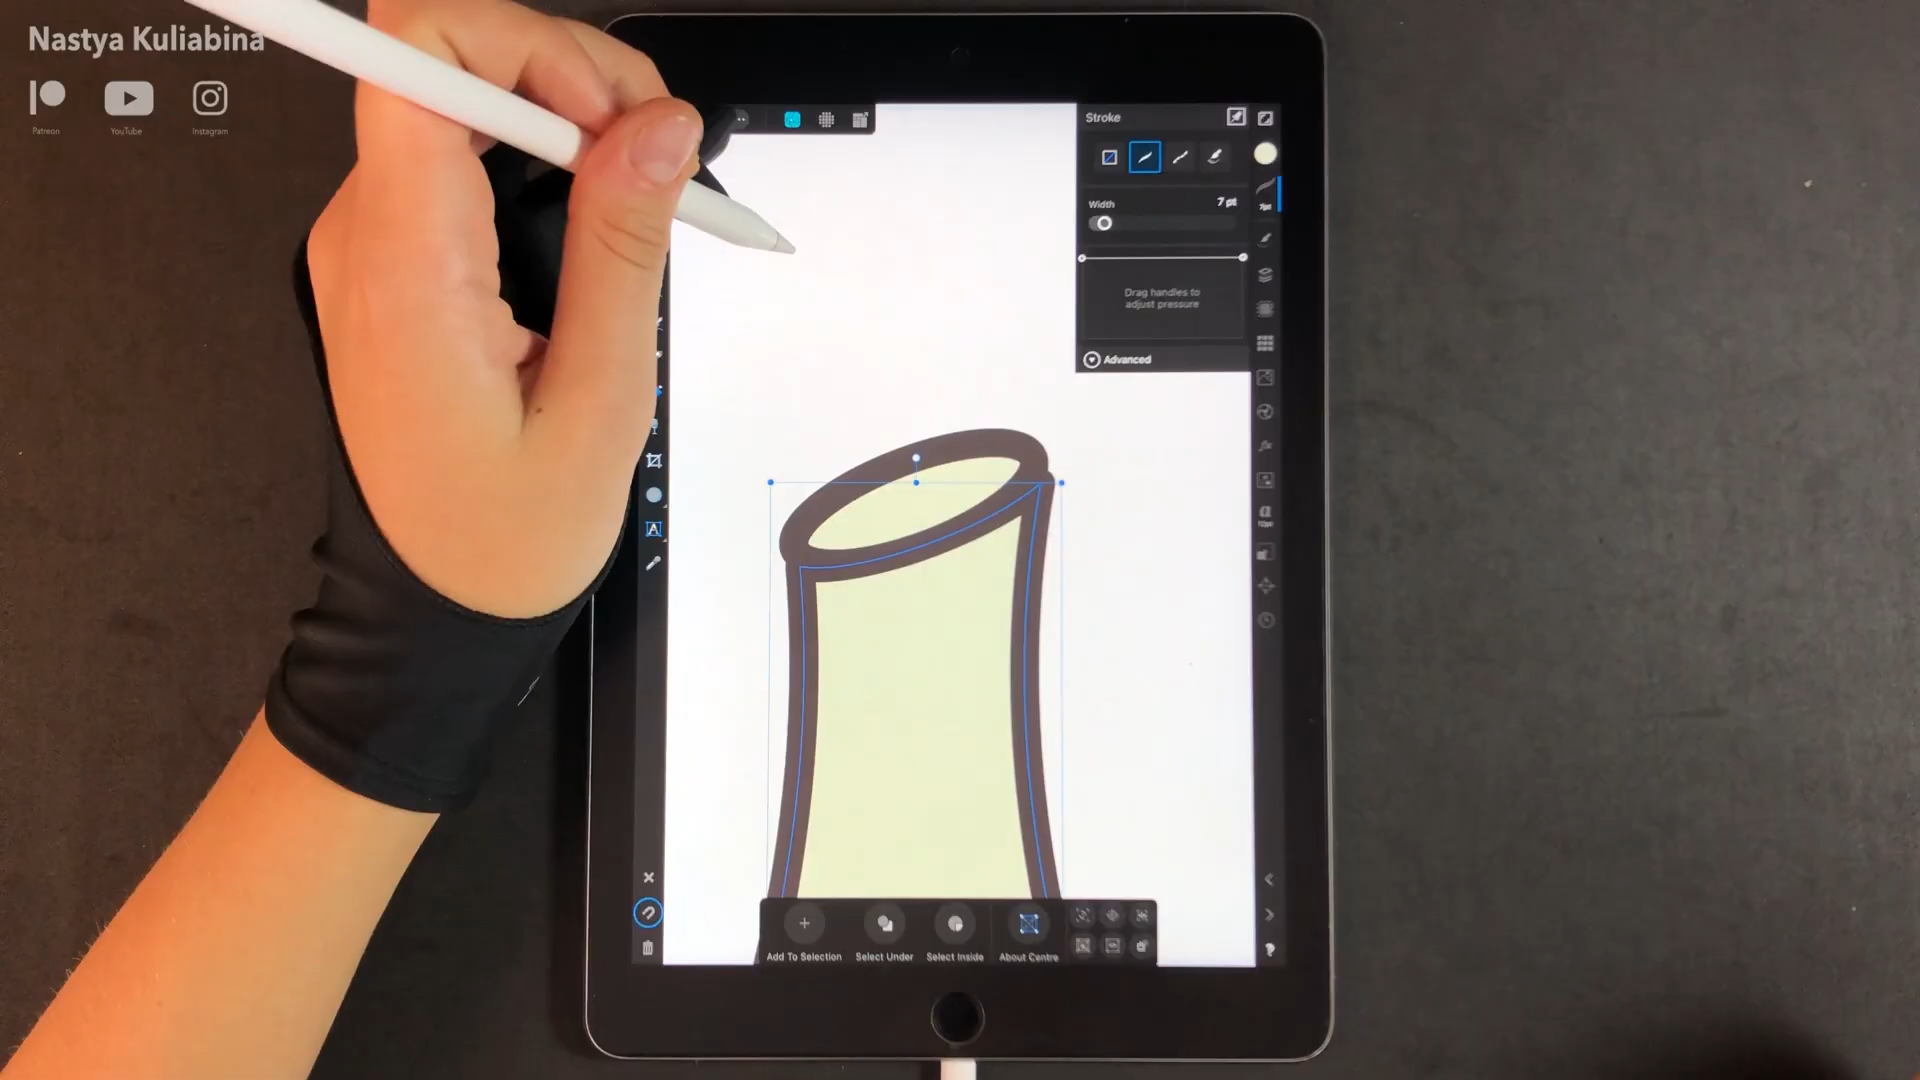 Nastya Kuliabina
Patreon
YouTube
Instagram
Stroke
Width
7 pt
7pt
Drag handles to
adjust pressure
Advanced
A
Add To Selection
Select Under
Select Inside
About Centre